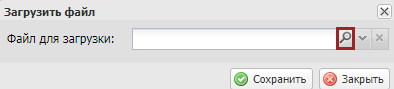 Загрузить файл
Файл для загрузки:
Сохранить Закрыть